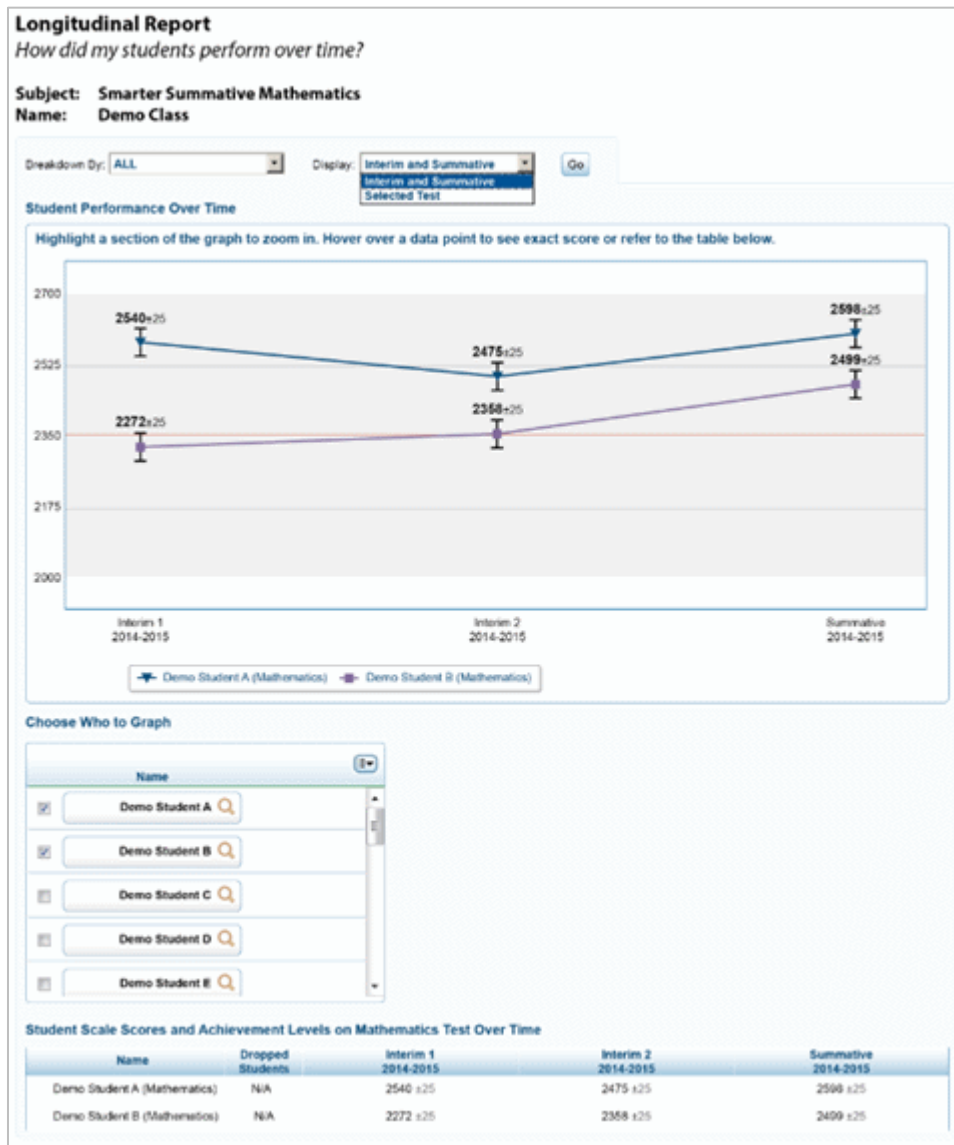 Longitudinal Report
How did my students perform over time?
Subject: Smarter Summative Mathematics
Name: Demo Class
Breakdown By: ALL Display: Interim and Summative Go
Interim and Summative
Selected Test
Student Performance Over Time
Highlight a section of the graph to zoom in. Hover over a data point to see exact score or refer to the table below.
2700
2540±25
2598±25
2475±25
2499±25
2525
2358±25
2272±25
2350
2175
2000
Interim 1 Interim 2 Summative
2014-2015 2014-2015 2014-2015
Demo Student A (Mathematics) Demo Student B (Mathematics)
Choose Who to Graph
Name
Demo Student A
Demo Student B
Demo Student C
Demo Student D
Demo Student E
Student Scale Scores and Achievement Levels on Mathematics Test Over Time
Name Dropped Students Interim 1 2014-2015 Interim 2 2014-2015 Summative 2014-2015
Demo Student A (Mathematics) N/A 2540 ±25 2475 ±25 2598 ±25
Demo Student B (Mathematics) N/A 2272 ±25 2358 ±25 2499 ±25